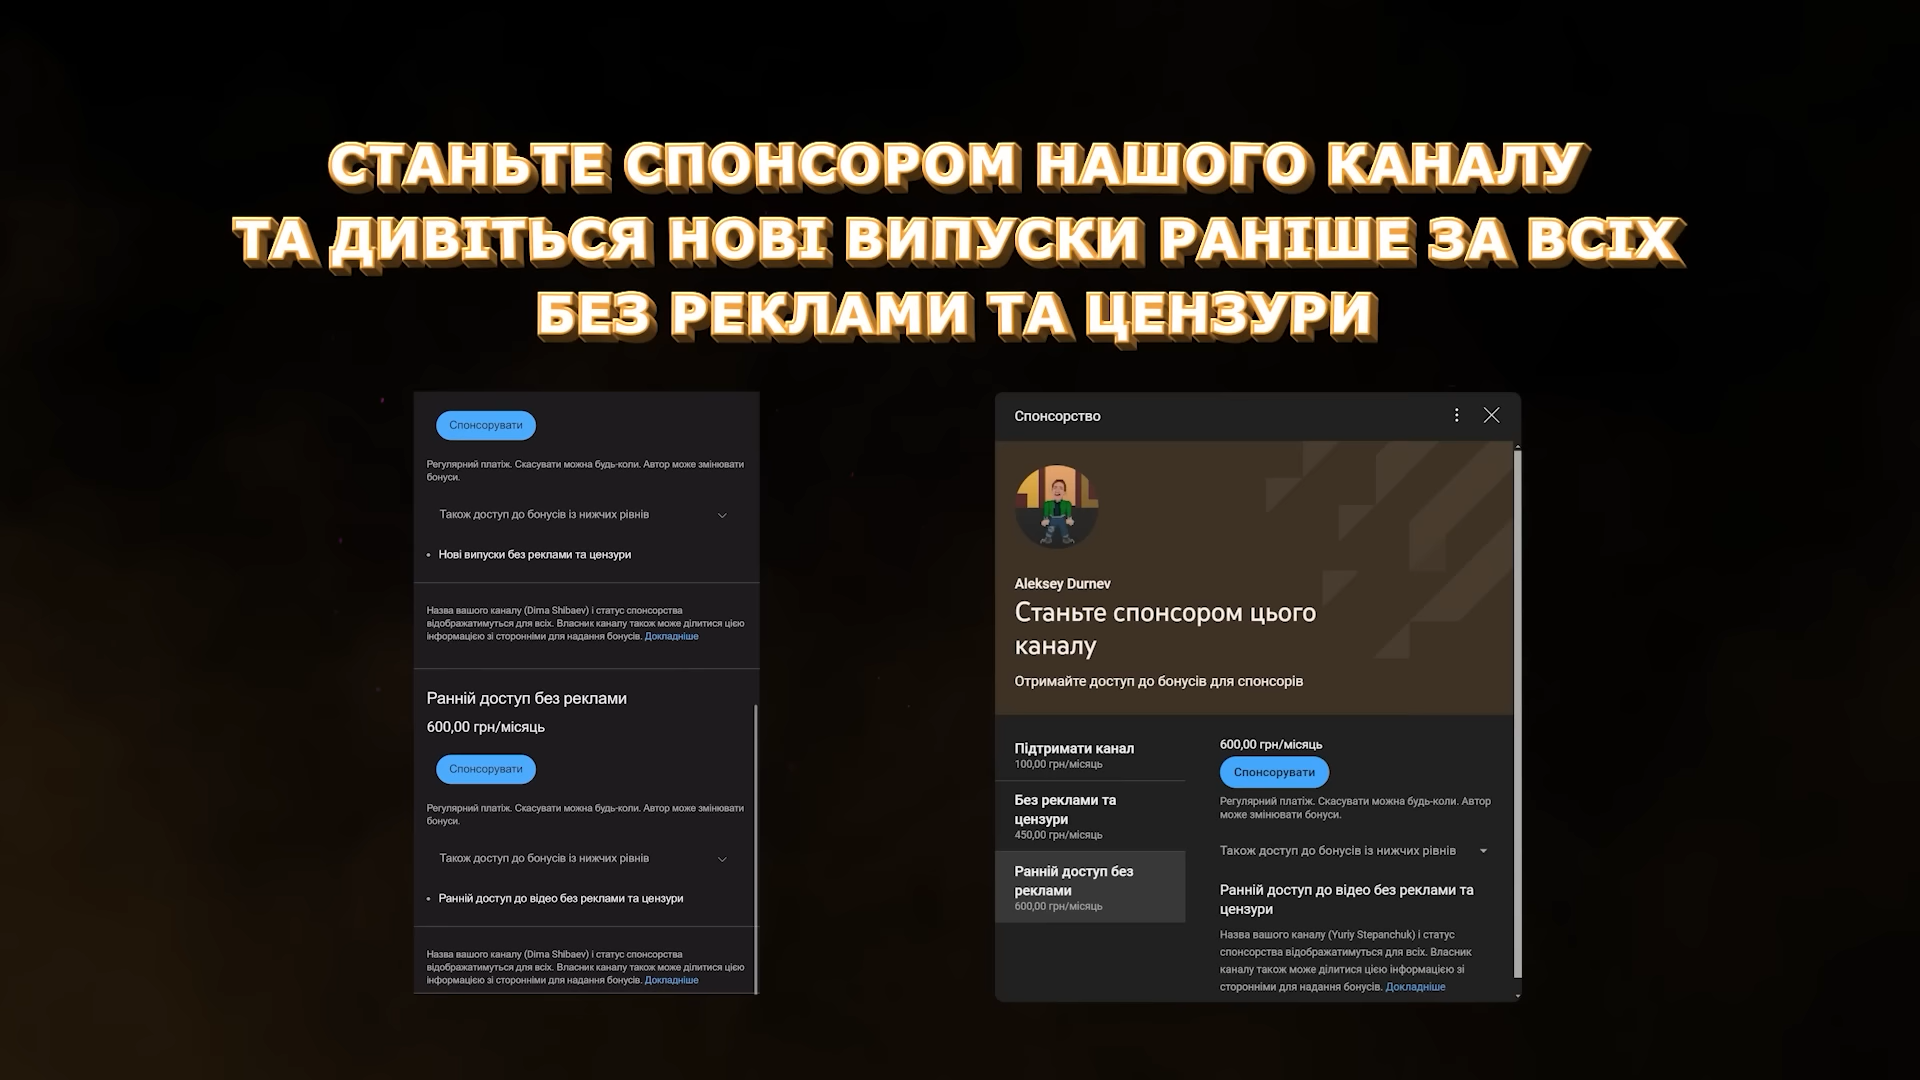 СТАНЬТЕ СПОНСОРОМ НАШОГО КАНАЛУ
ТА ДИВІТЬСЯ НОВІ ВИПУСКИ РАНІШЕ ЗА ВСІХ
БЕЗ РЕКЛАМИ ТА ЦЕНЗУРИ
Спонсорувати
Регулярний платіж. Скасувати можна будь-коли. Автор може змінювати
бонуси.
Також доступ до бонусів із нижчих рівнів
• Нові випуски без реклами та цензури
Назва вашого каналу (Dima Shibaev) і статус спонсорства
відображатимуться для всіх. Власник каналу також може ділитися цією
інформацією зі сторонніми для надання бонусів. Докладніше
Ранній доступ без реклами
600,00 грн/місяць
Спонсорувати
Регулярний платіж. Скасувати можна будь-коли. Автор може змінювати
бонуси.
Також доступ до бонусів із нижчих рівнів
• Ранній доступ до відео без реклами та цензури
Назва вашого каналу (Dima Shibaev) і статус спонсорства
відображатимуться для всіх. Власник каналу також може ділитися цією
інформацією зі сторонніми для надання бонусів. Докладніше
Спонсорство
Aleksey Durnev
Станьте спонсором цього
каналу
Отримайте доступ до бонусів для спонсорів
Підтримати канал
100,00 грн/місяць
Без реклами та
цензури
450,00 грн/місяць
Ранній доступ без
реклами
600,00 грн/місяць
600,00 грн/місяць
Спонсорувати
Регулярний платіж. Скасувати можна будь-коли. Автор
може змінювати бонуси.
Також доступ до бонусів із нижчих рівнів
Ранній доступ до відео без реклами та
цензури
Назва вашого каналу (Yuriy Stepanchuk) і статус
спонсорства відображатимуться для всіх. Власник
каналу також може ділитися цією інформацією зі
сторонніми для надання бонусів. Докладніше